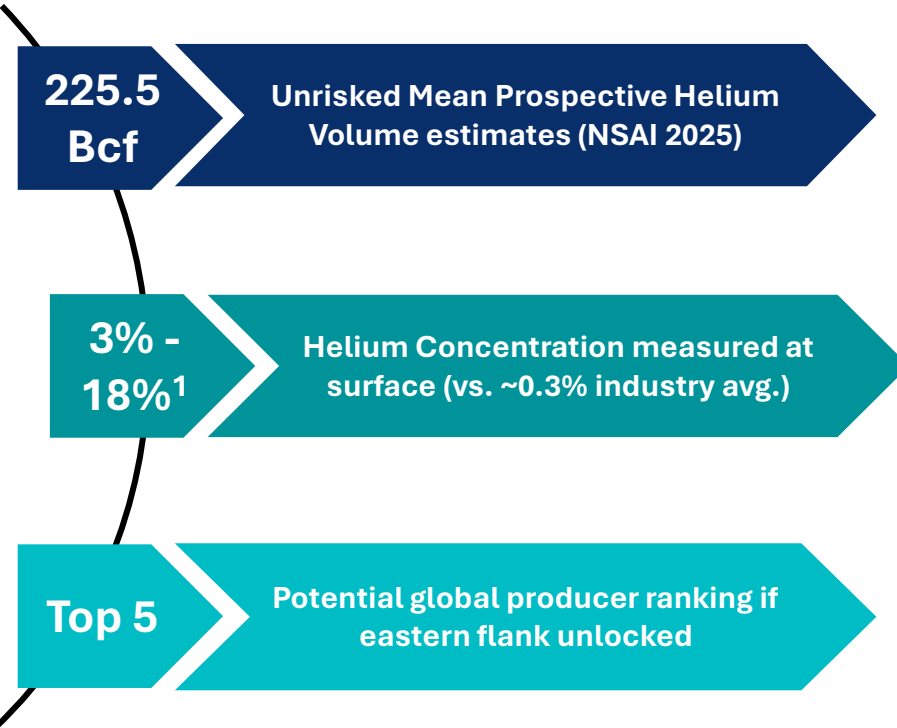 225.5
Bcf
Unrisked Mean Prospective Helium
Volume estimates (NSAI 2025)
3% -
18%¹
Helium Concentration measured at
surface (vs. ~0.3% industry avg.)
Top 5
Potential global producer ranking if
eastern flank unlocked